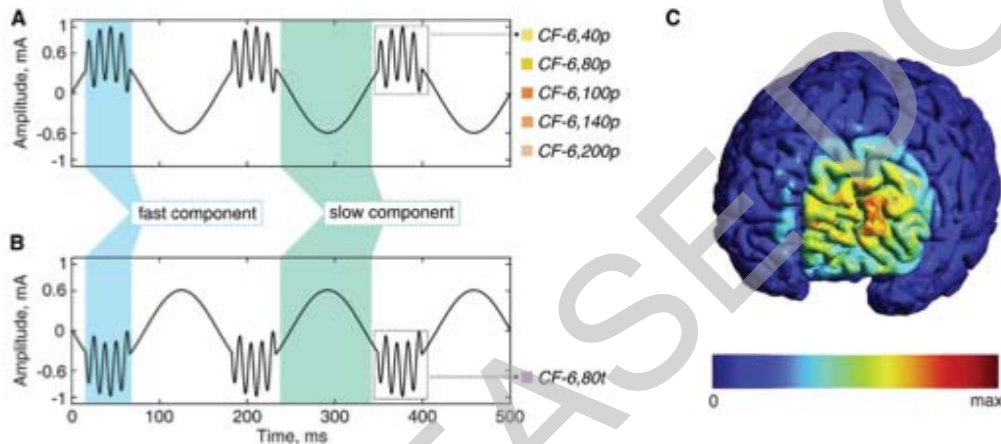 A
Amplitude, mA
1
0.6
0
-0.6
-1
CF-6,40p
CF-6,80p
CF-6,100p
CF-6,140p
CF-6,200p
fast component
slow component
B
Amplitude, mA
1
0.6
0
-0.6
-1
CF-6,80t
0 100 200 300 400 500
Time, ms
C
0 max
EASE DO